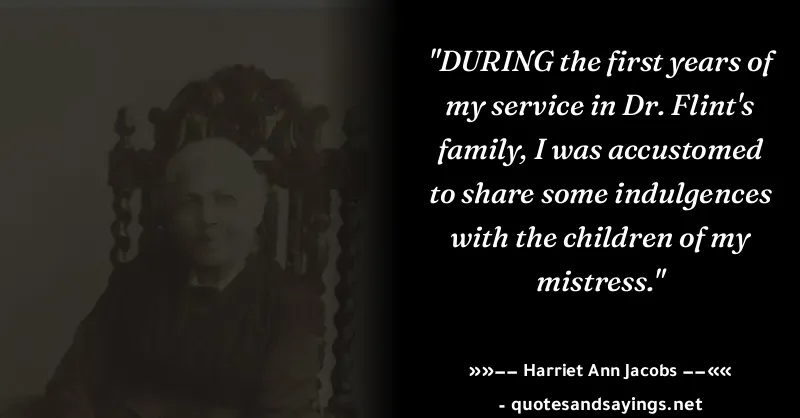 "DURING the first years of
my service in Dr. Flint's
family, I was accustomed
to share some indulgences
with the children of my
mistress."
»»−− Harriet Ann Jacobs −−««
- quotesandsayings.net